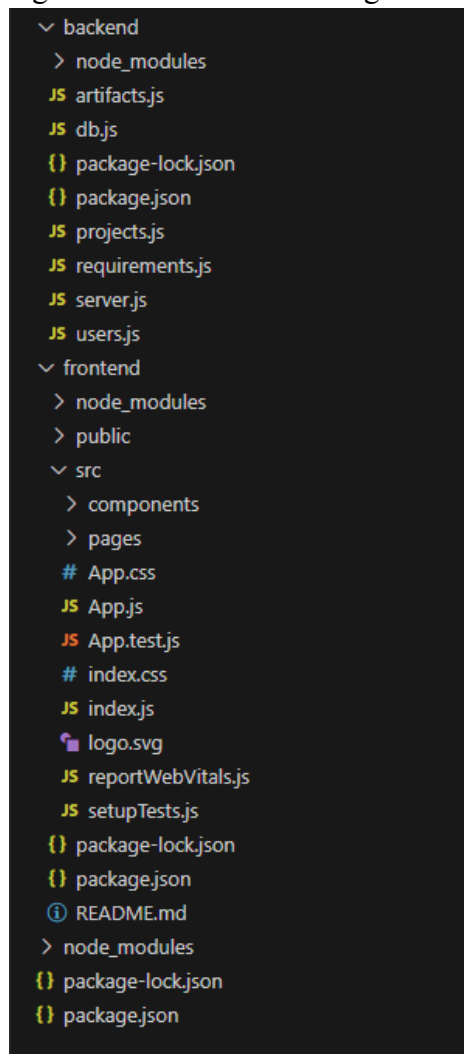 backend
node_modules
JS artifacts.js
JS db.js
{} package-lock.json
{} package.json
JS projects.js
JS requirements.js
JS server.js
JS users.js
frontend
node_modules
public
src
components
pages
# App.css
JS App.js
JS App.test.js
# index.css
JS index.js
logo.svg
JS reportWebVitals.js
JS setupTests.js
{} package-lock.json
{} package.json
README.md
node_modules
{} package-lock.json
{} package.json